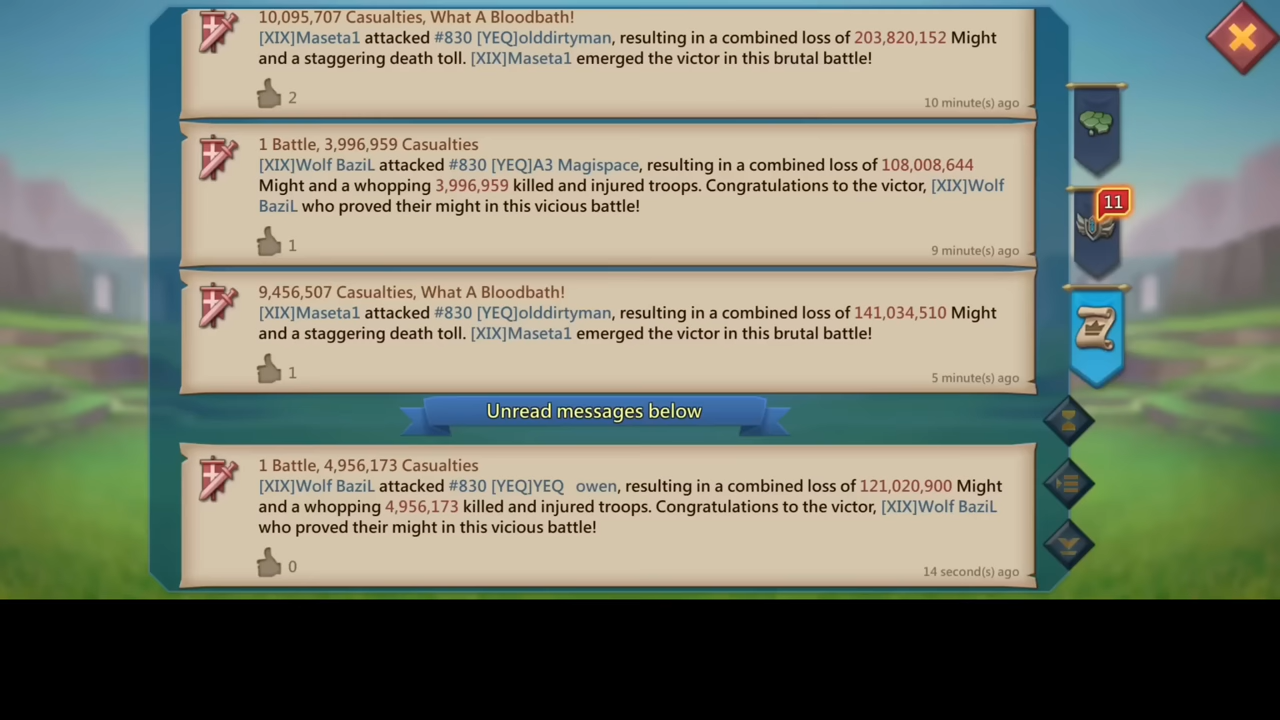 10,095,707 Casualties, What A Bloodbath!
[XIX]Maseta1 attacked #830 [YEQ]olddirtyman, resulting in a combined loss of 203,820,152 Might
and a staggering death toll. [XIX]Maseta1 emerged the victor in this brutal battle!
2
10 minute(s) ago
1 Battle, 3,996,959 Casualties
[XIX]Wolf BaziL attacked #830 [YEQ]A3 Magispace, resulting in a combined loss of 108,008,644
Might and a whopping 3,996,959 killed and injured troops. Congratulations to the victor, [XIX]Wolf
BaziL who proved their might in this vicious battle!
1
9 minute(s) ago
11
9,456,507 Casualties, What A Bloodbath!
[XIX]Maseta1 attacked #830 [YEQ]olddirtyman, resulting in a combined loss of 141,034,510 Might
and a staggering death toll. [XIX]Maseta1 emerged the victor in this brutal battle!
1
5 minute(s) ago
Unread messages below
1 Battle, 4,956,173 Casualties
[XIX]Wolf BaziL attacked #830 [YEQ]YEQ owen, resulting in a combined loss of 121,020,900 Might
and a whopping 4,956,173 killed and injured troops. Congratulations to the victor, [XIX]Wolf BaziL
who proved their might in this vicious battle!
0
14 second(s) ago